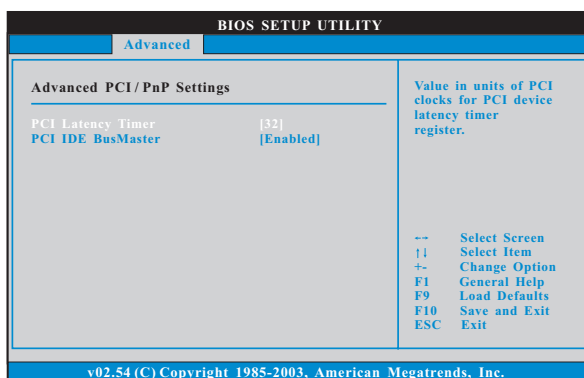 BIOS SETUP UTILITY
Advanced
Advanced PCI / PnP Settings
PCI Latency Timer [32]
PCI IDE BusMaster [Enabled]
Value in units of PCI
clocks for PCI device
latency timer
register.
←→ Select Screen
↑↓ Select Item
+- Change Option
F1 General Help
F9 Load Defaults
F10 Save and Exit
ESC Exit
v02.54 (C) Copyright 1985-2003, American Megatrends, Inc.